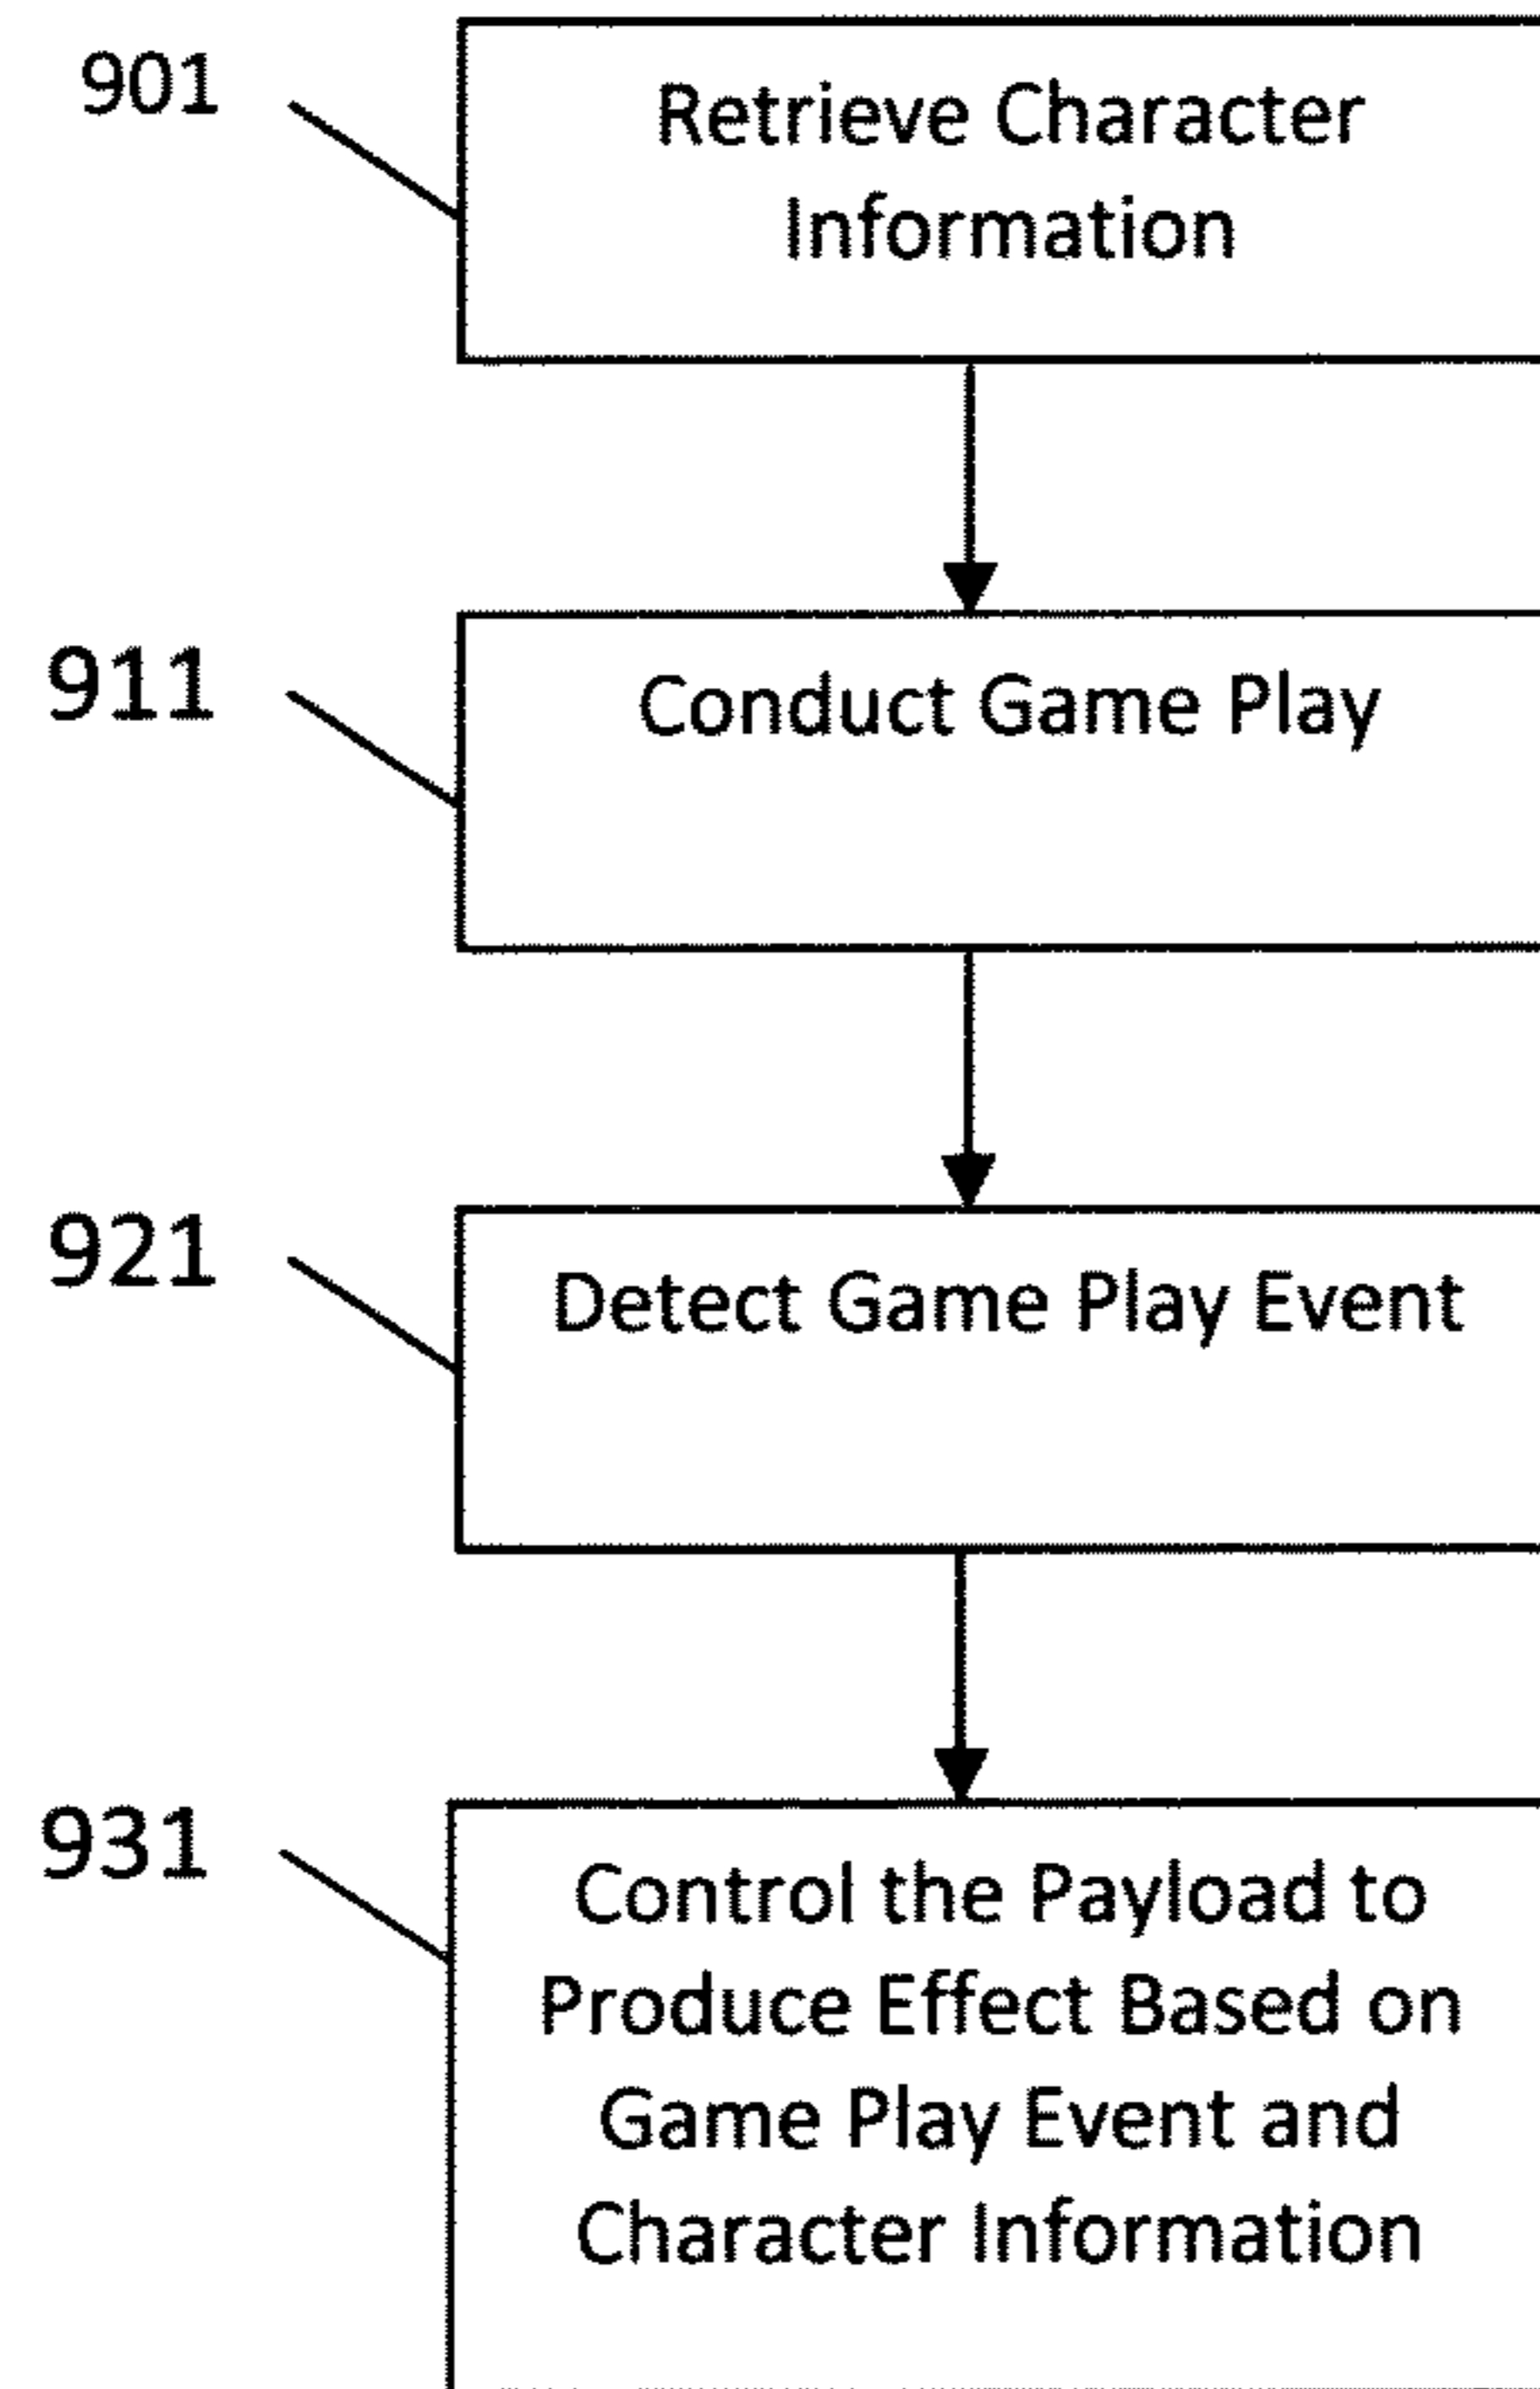 901
Retrieve Character
Information
911
Conduct Game Play
921
Detect Game Play Event
931
Control the Payload to
Produce Effect Based on
Game Play Event and
Character Information